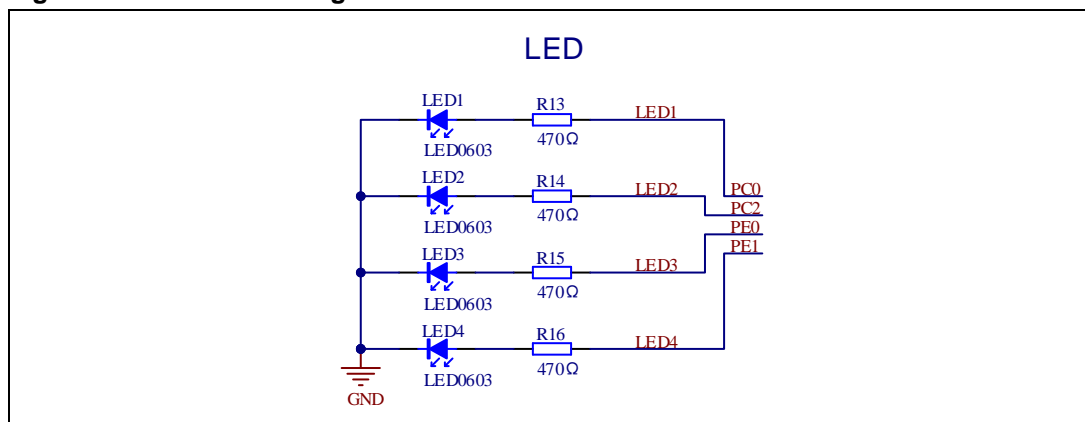 LED
LED1
R13
LED1
470Ω
LED0603
LED2
R14
LED2
PC0
470Ω
PC2
LED0603
PE0
LED3
R15
LED3
PE1
470Ω
LED0603
LED4
R16
LED4
470Ω
LED0603
GND